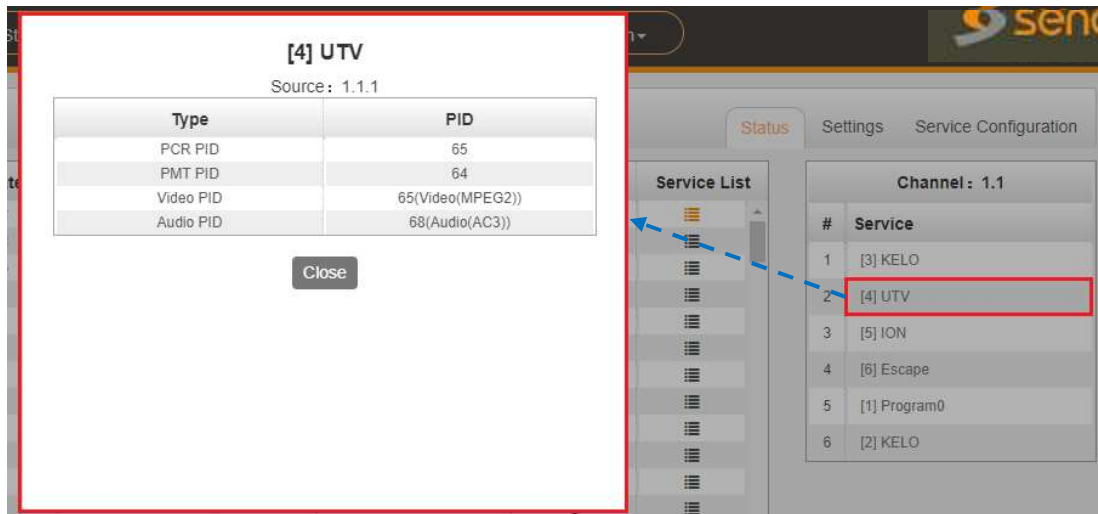 [4] UTV
Source：1.1.1
Type PID
PCR PID 65
PMT PID 64
Video PID 65(Video(MPEG2))
Audio PID 68(Audio(AC3))
Close
Status Settings Service Configuration
Service List
Channel：1.1
# Service
1 [3] KELO
2 [4] UTV
3 [5] ION
4 [6] Escape
5 [1] Program0
6 [2] KELO